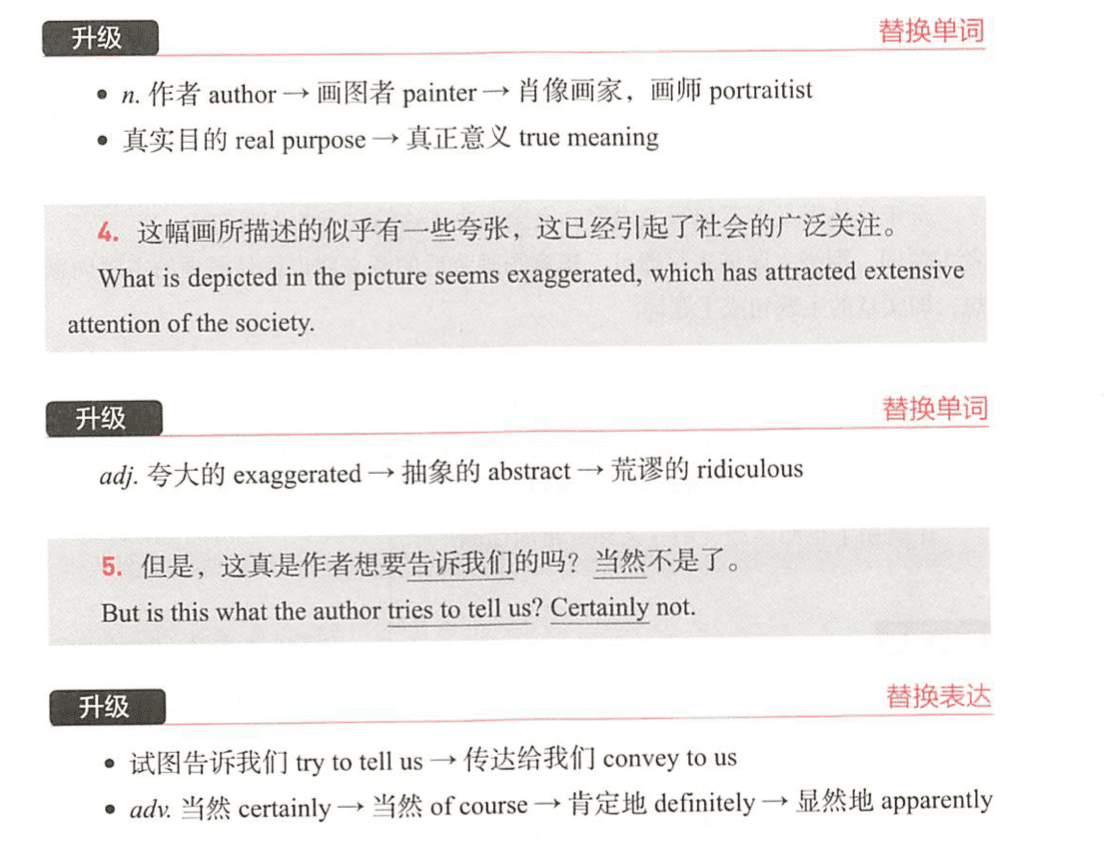 升级 替换单词
• n. 作者 author → 画图者 painter → 肖像画家，画师 portraitist
• 真实目的 real purpose → 真正意义 true meaning
4. 这幅画所描述的似乎有一些夸张，这已经引起了社会的广泛关注。
What is depicted in the picture seems exaggerated, which has attracted extensive
attention of the society.
升级 替换单词
adj. 夸大的 exaggerated → 抽象的 abstract → 荒谬的 ridiculous
5. 但是，这真是作者想要告诉我们的吗？当然不是了。
But is this what the author tries to tell us? Certainly not.
升级 替换表达
• 试图告诉我们 try to tell us → 传达给我们 convey to us
• adv. 当然 certainly → 当然 of course → 肯定地 definitely → 显然地 apparently